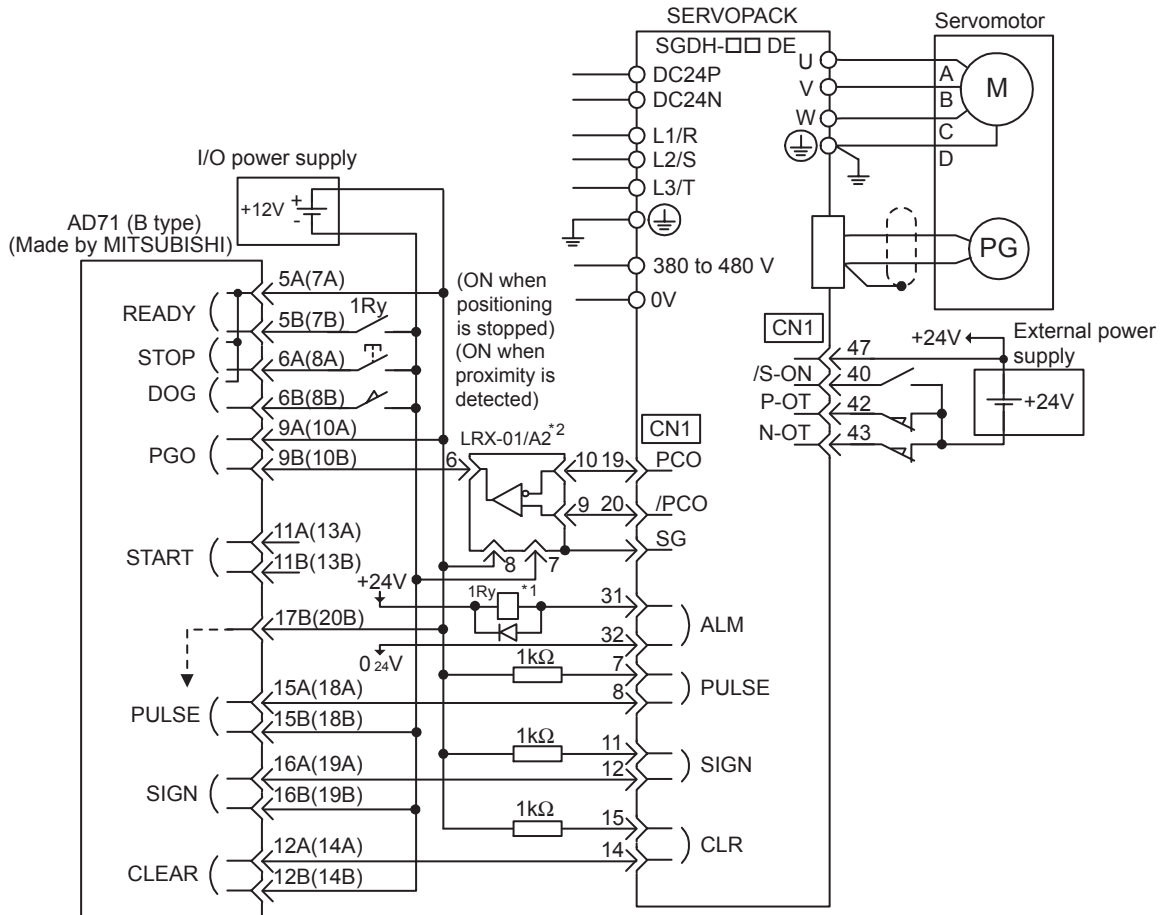 SERVOPACK
SGDH-□□ DE
Servomotor
DC24P
DC24N
L1/R
L2/S
L3/T
380 to 480 V
0V
U
V
W
A
B
C
D
M
PG
I/O power supply
+12V
+
-
AD71 (B type)
(Made by MITSUBISHI)
READY
STOP
DOG
PGO
START
PULSE
SIGN
CLEAR
5A(7A)
5B(7B)
1Ry
6A(8A)
6B(8B)
9A(10A)
9B(10B)
11A(13A)
11B(13B)
17B(20B)
15A(18A)
15B(18B)
16A(19A)
16B(19B)
12A(14A)
12B(14B)
(ON when
positioning
is stopped)
(ON when
proximity is
detected)
LRX-01/A2*2
6
10
9
8
7
CN1
19
PCO
20
/PCO
SG
+24V
1Ry
*1
31
32
ALM
0 24V
1kΩ
7
8
PULSE
1kΩ
11
12
SIGN
1kΩ
15
14
CLR
CN1
47
/S-ON
40
P-OT
42
N-OT
43
+24V
External power
supply
+24V